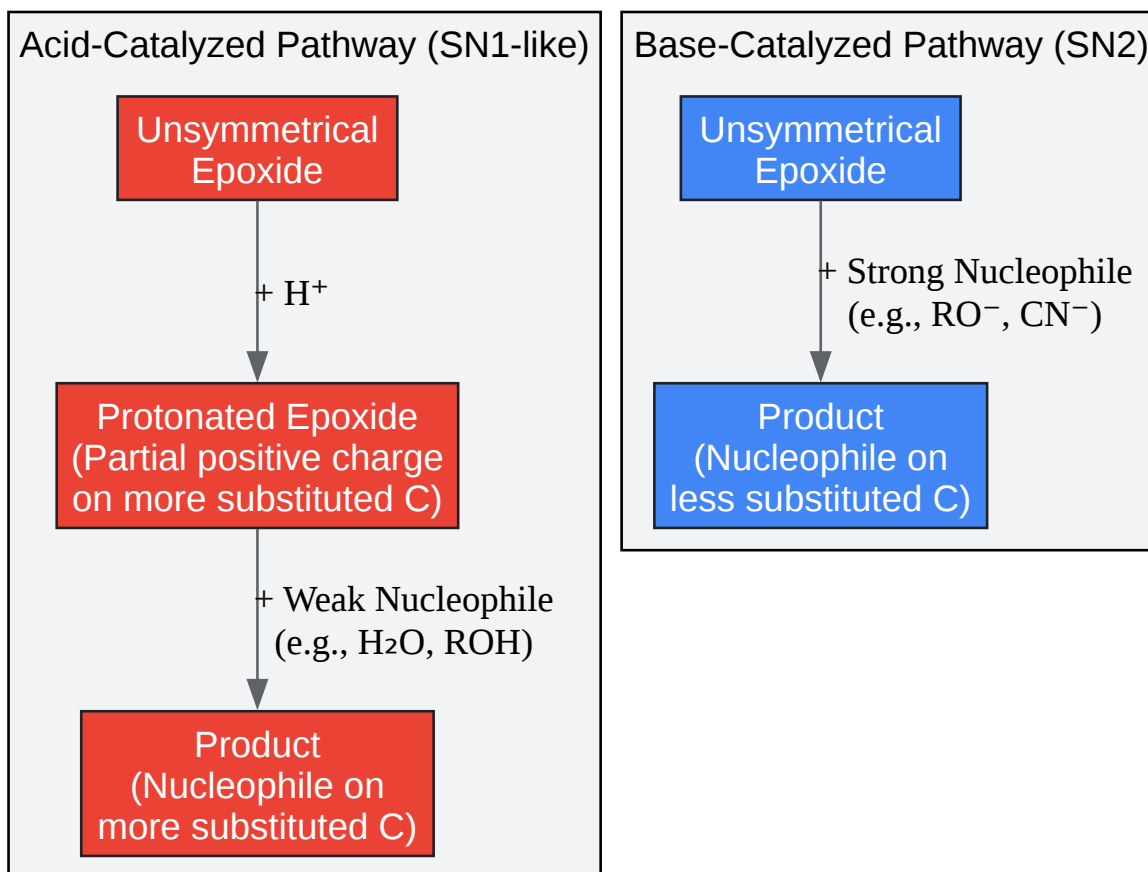 Acid-Catalyzed Pathway (SN1-like)
Unsymmetrical
Epoxide
+ H⁺
Protonated Epoxide
(Partial positive charge
on more substituted C)
+ Weak Nucleophile
(e.g., H₂O, ROH)
Product
(Nucleophile on
more substituted C)
Base-Catalyzed Pathway (SN2)
Unsymmetrical
Epoxide
+ Strong Nucleophile
(e.g., RO⁻, CN⁻)
Product
(Nucleophile on
less substituted C)